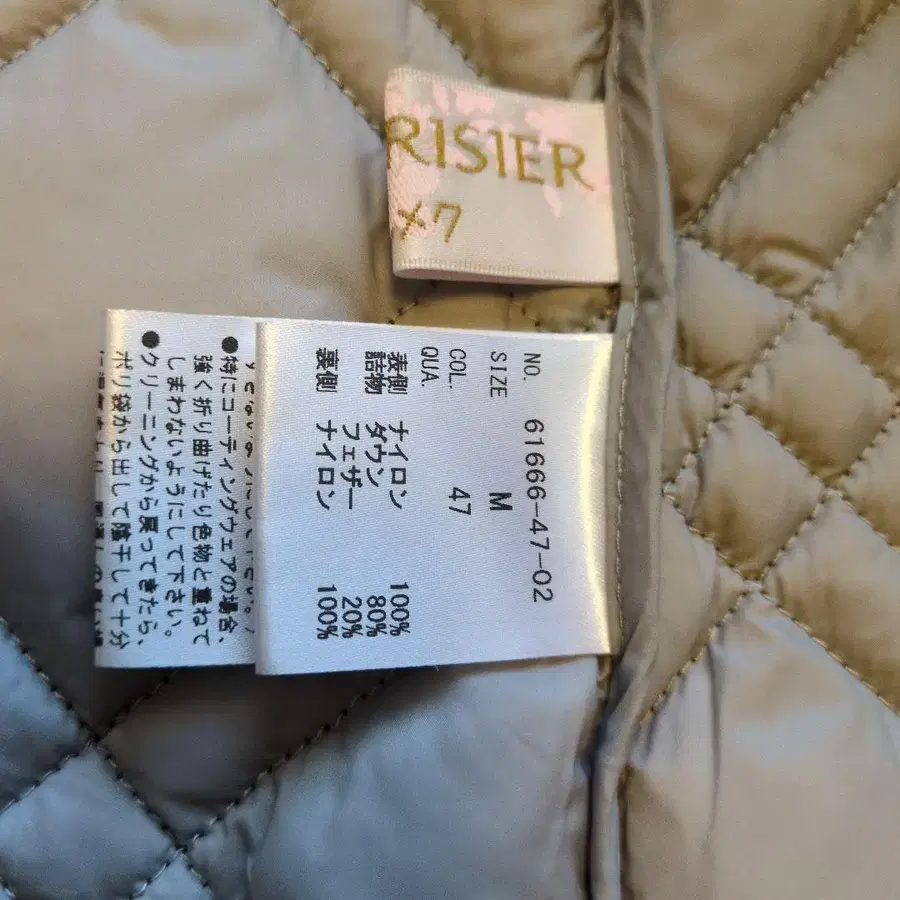 RISIER
×7
NO. 61666-47-02
SIZE M
COL. 47
QUA.
表側 ナイロン 100%
詰物 ダウン 80%
フェザー 20%
裏側 ナイロン 100%
●特にコーティングウェアの場合、
強く折り曲げたり色物と重ねて
しまわないようにして下さい。
●クリーニングから戻ってきたら、
ポリ袋から出して陰干して十分